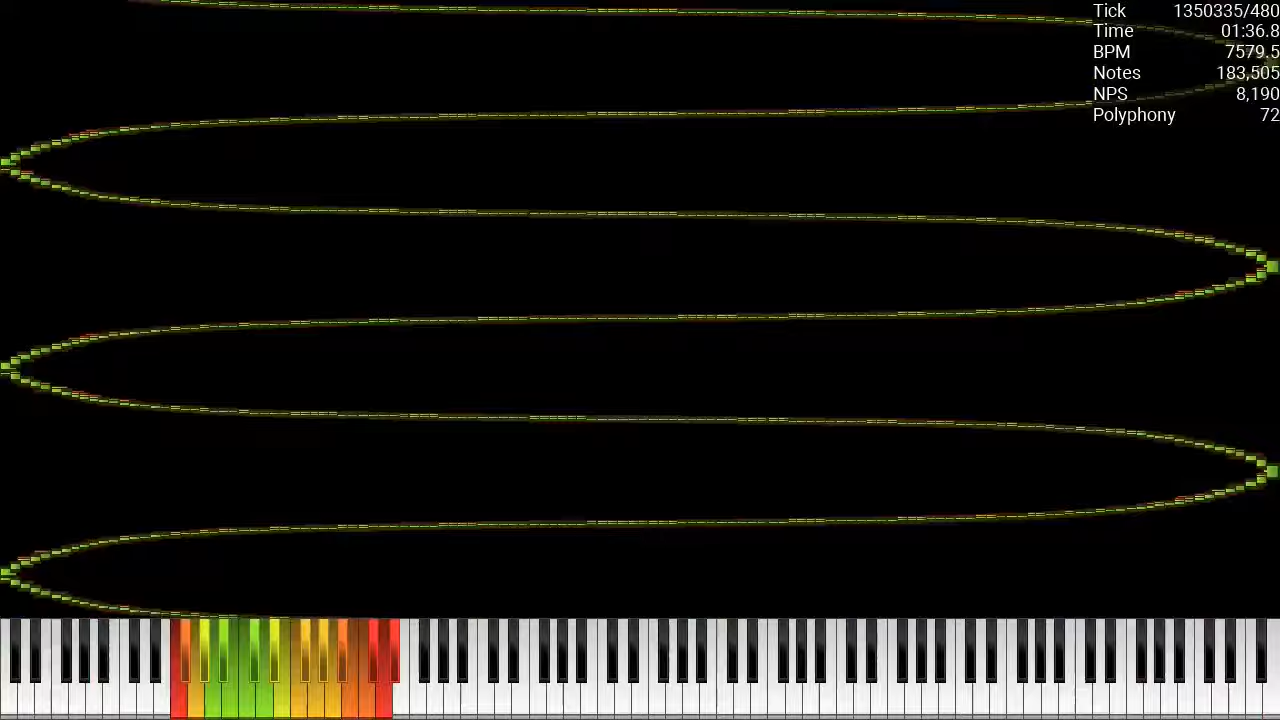 Tick 1350335/480
Time 01:36.8
BPM 7579.5
Notes 183,505
NPS 8,190
Polyphony 72